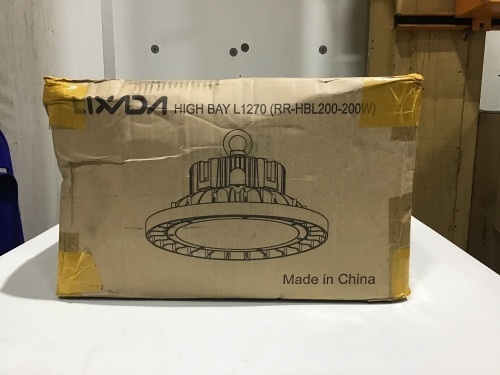 LIXADA HIGH BAY L1270 (RR-HBL200-200W)
Made in China